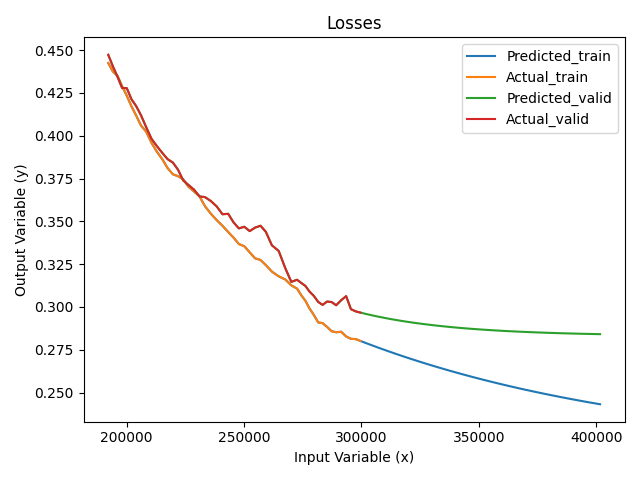 Losses
Output Variable (y)
0.450
0.425
0.400
0.375
0.350
0.325
0.300
0.275
0.250
Predicted_train
Actual_train
Predicted_valid
Actual_valid
200000 250000 300000 350000 400000
Input Variable (x)